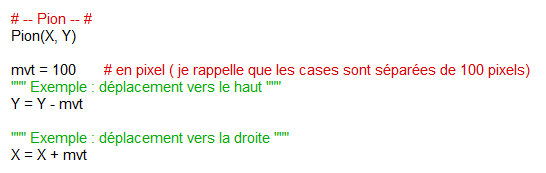 # -- Pion -- #
Pion(X, Y)
mvt = 100 # en pixel ( je rappelle que les cases sont séparées de 100 pixels)
""" Exemple : déplacement vers le haut """
Y = Y - mvt
""" Exemple : déplacement vers la droite """
X = X + mvt